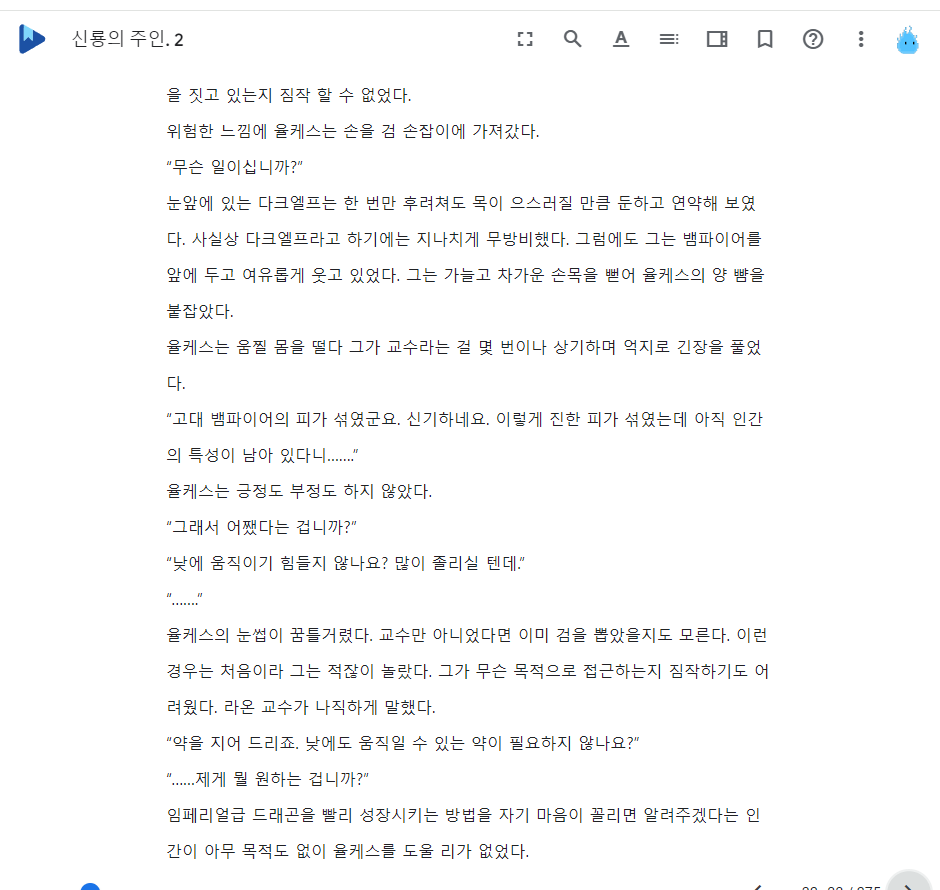 신룡의 주인. 2
을 짓고 있는지 짐작 할 수 없었다.
위험한 느낌에 율케스는 손을 검 손잡이에 가져갔다.
“무슨 일이십니까?”
눈앞에 있는 다크엘프는 한 번만 후려쳐도 목이 으스러질 만큼 둔하고 연약해 보였
다. 사실상 다크엘프라고 하기에는 지나치게 무방비했다. 그럼에도 그는 뱀파이어를
앞에 두고 여유롭게 웃고 있었다. 그는 가늘고 차가운 손목을 뻗어 율케스의 양 뺨을
붙잡았다.
율케스는 움찔 몸을 떨다 그가 교수라는 걸 몇 번이나 상기하며 억지로 긴장을 풀었
다.
“고대 뱀파이어의 피가 섞였군요. 신기하네요. 이렇게 진한 피가 섞였는데 아직 인간
의 특성이 남아 있다니…….”
율케스는 긍정도 부정도 하지 않았다.
“그래서 어쨌다는 겁니까?”
“낮에 움직이기 힘들지 않나요? 많이 졸리실 텐데.”
“…….”
율케스의 눈썹이 꿈틀거렸다. 교수만 아니었다면 이미 검을 뽑았을지도 모른다. 이런
경우는 처음이라 그는 적잖이 놀랐다. 그가 무슨 목적으로 접근하는지 짐작하기도 어
려웠다. 라온 교수가 나직하게 말했다.
“약을 지어 드리죠. 낮에도 움직일 수 있는 약이 필요하지 않나요?”
“……제게 뭘 원하는 겁니까?”
임페리얼급 드래곤을 빨리 성장시키는 방법을 자기 마음이 꼴리면 알려주겠다는 인
간이 아무 목적도 없이 율케스를 도울 리가 없었다.